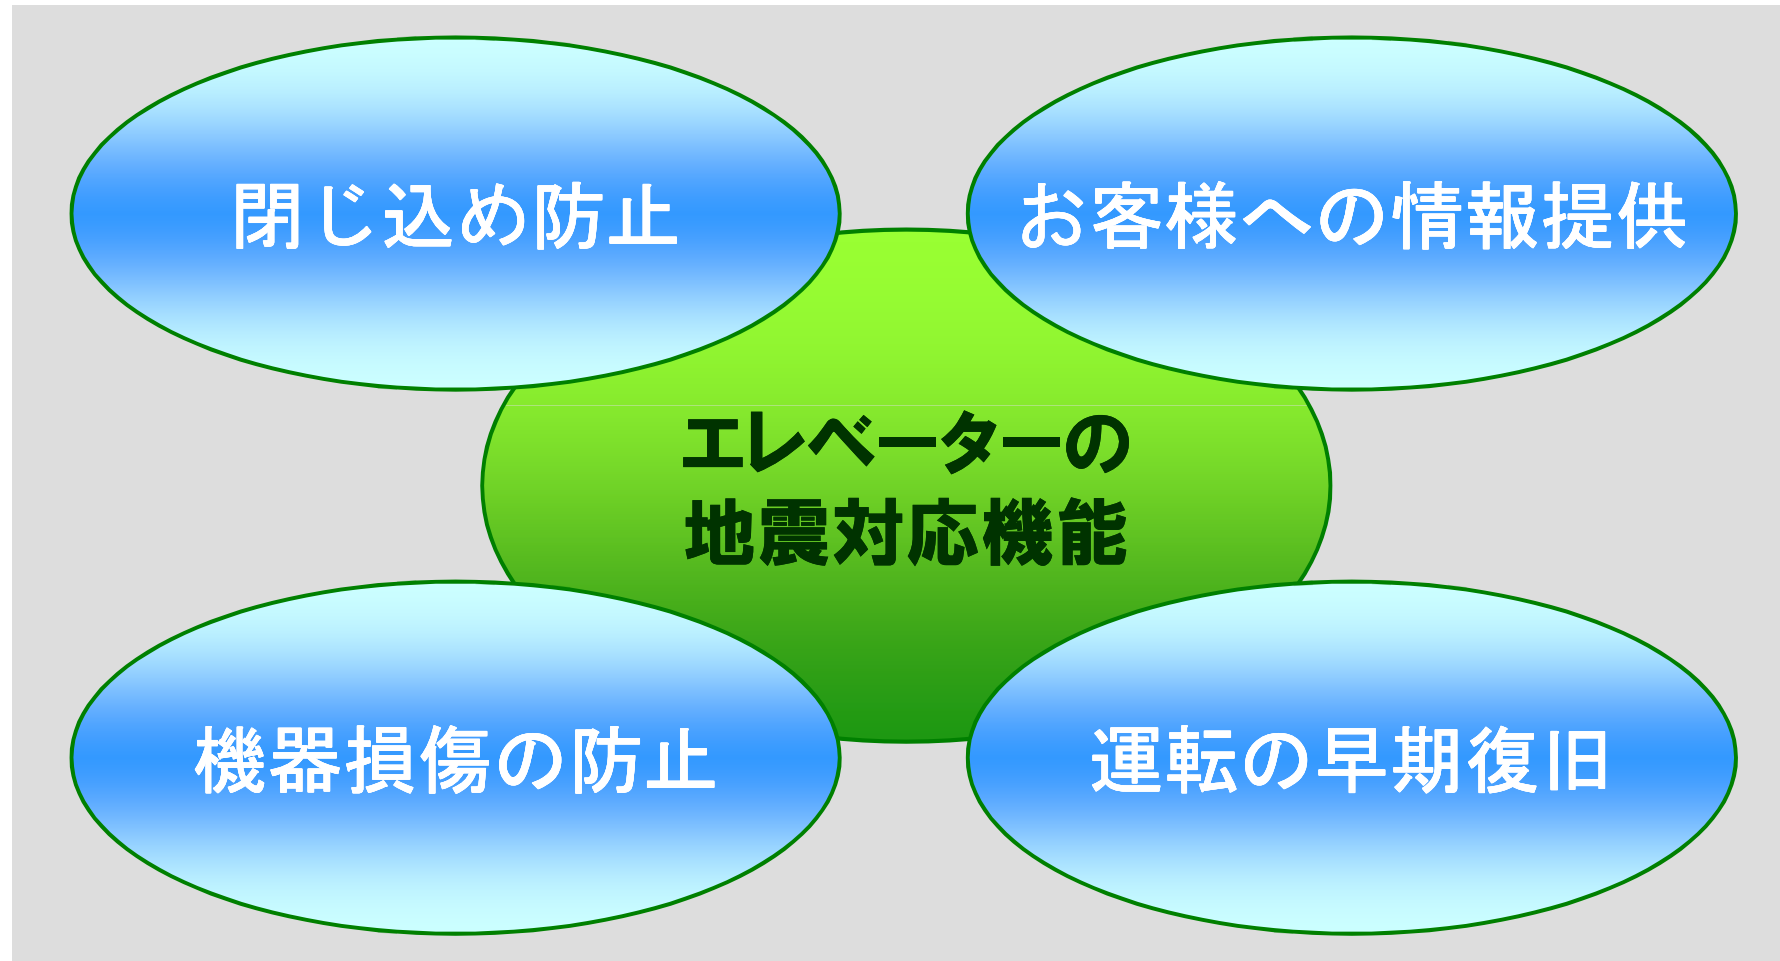 閉じ込め防止
お客様への情報提供
エレベーターの
地震対応機能
機器損傷の防止
運転の早期復旧